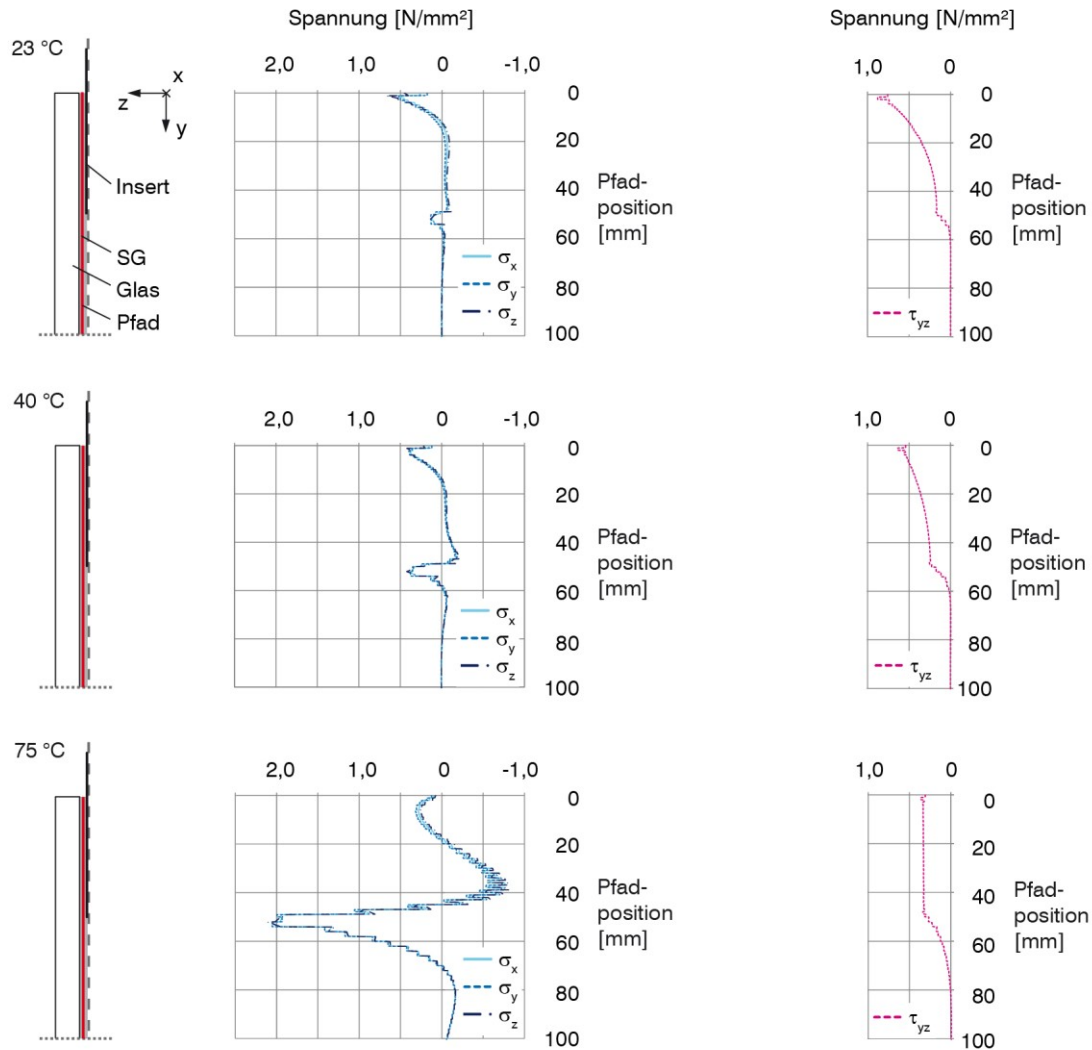 Spannung [N/mm²]
Spannung [N/mm²]
23 °C
2,0 1,0 0 -1,0
1,0 0
x
z
y
Insert
SG
Glas
Pfad
0
20
40
60
80
100
Pfad-
position
[mm]
σx
σy
σz
0
20
40
60
80
100
Pfad-
position
[mm]
τyz
40 °C
2,0 1,0 0 -1,0
1,0 0
0
20
40
60
80
100
Pfad-
position
[mm]
σx
σy
σz
0
20
40
60
80
100
Pfad-
position
[mm]
τyz
75 °C
2,0 1,0 0 -1,0
1,0 0
0
20
40
60
80
100
Pfad-
position
[mm]
σx
σy
σz
0
20
40
60
80
100
Pfad-
position
[mm]
τyz